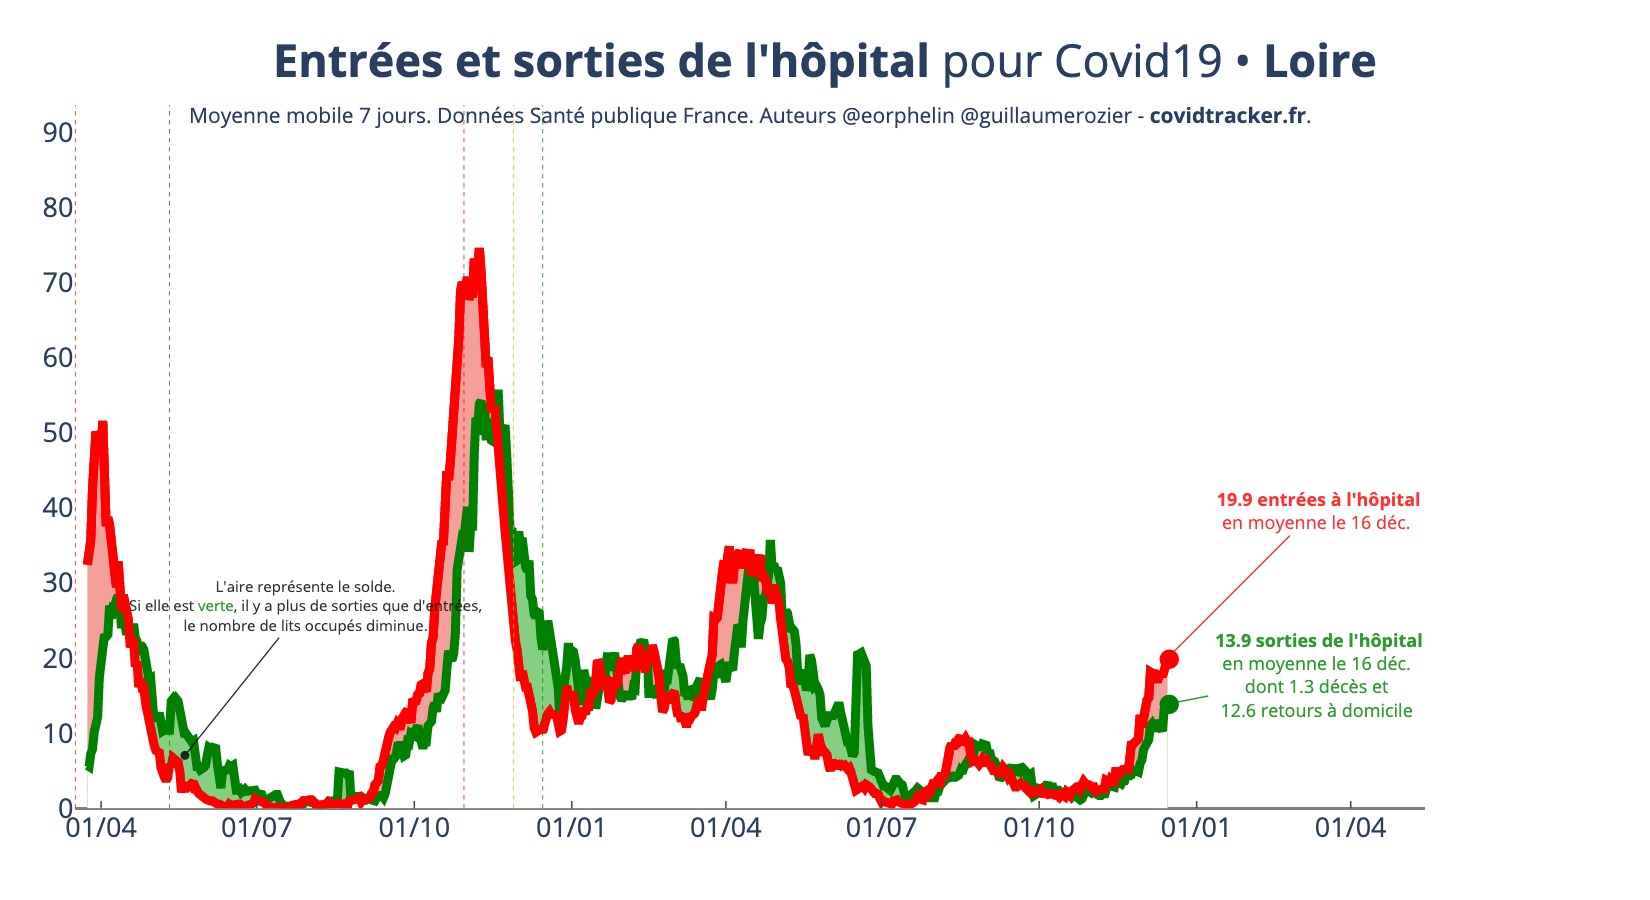 Entrées et sorties de l'hôpital pour Covid19 • Loire
Moyenne mobile 7 jours. Données Santé publique France. Auteurs @eorphelin @guillaumerozier - covidtracker.fr.
90
80
70
60
50
40
30
20
10
0
L'aire représente le solde.
Si elle est verte, il y a plus de sorties que d'entrées,
le nombre de lits occupés diminue.
19.9 entrées à l'hôpital
en moyenne le 16 déc.
13.9 sorties de l'hôpital
en moyenne le 16 déc.
dont 1.3 décès et
12.6 retours à domicile
01/04 01/07 01/10 01/01 01/04 01/07 01/10 01/01 01/04